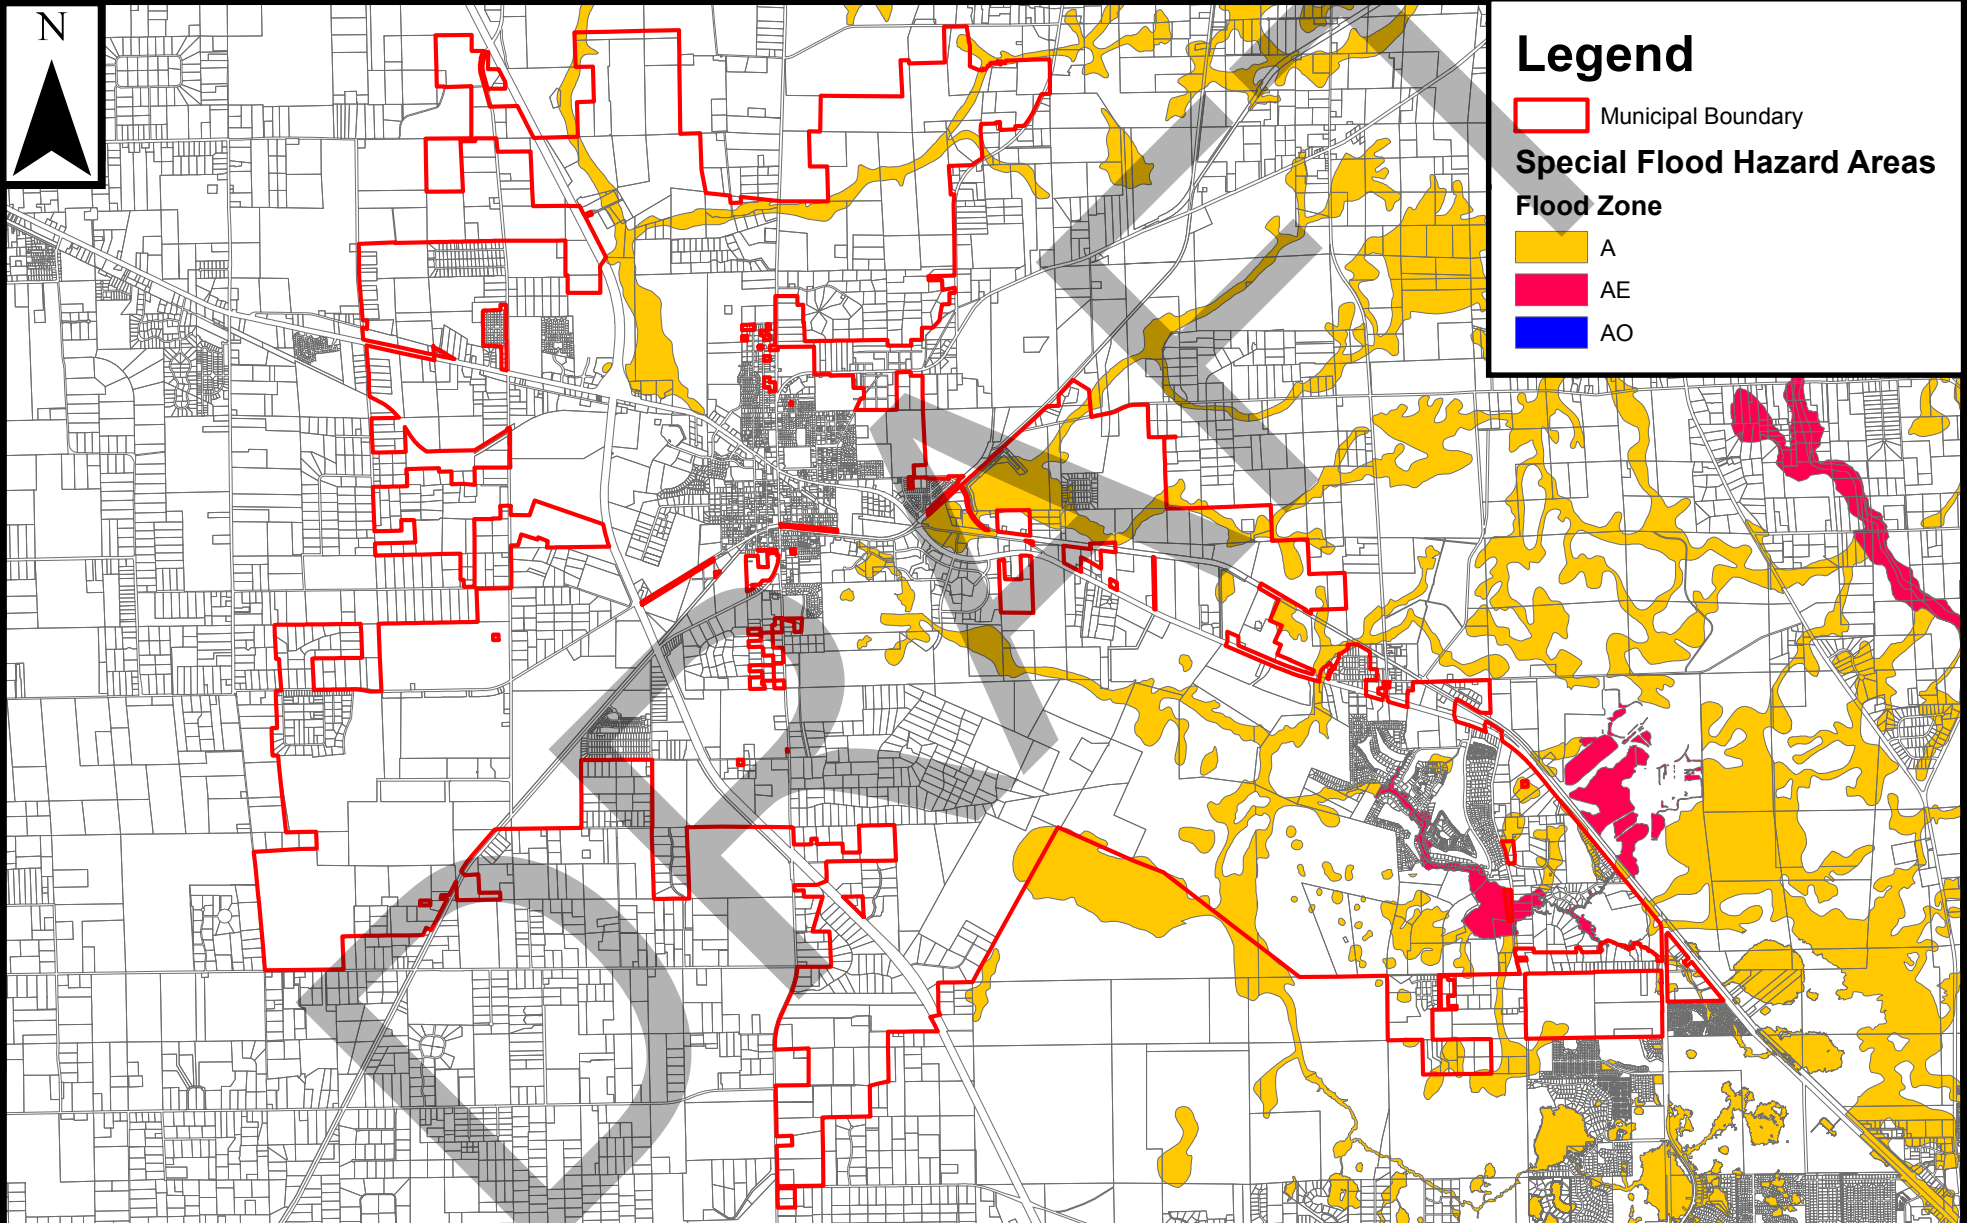 N
Legend
Municipal Boundary
Special Flood Hazard Areas
Flood Zone
A
AE
AO
DRAFT